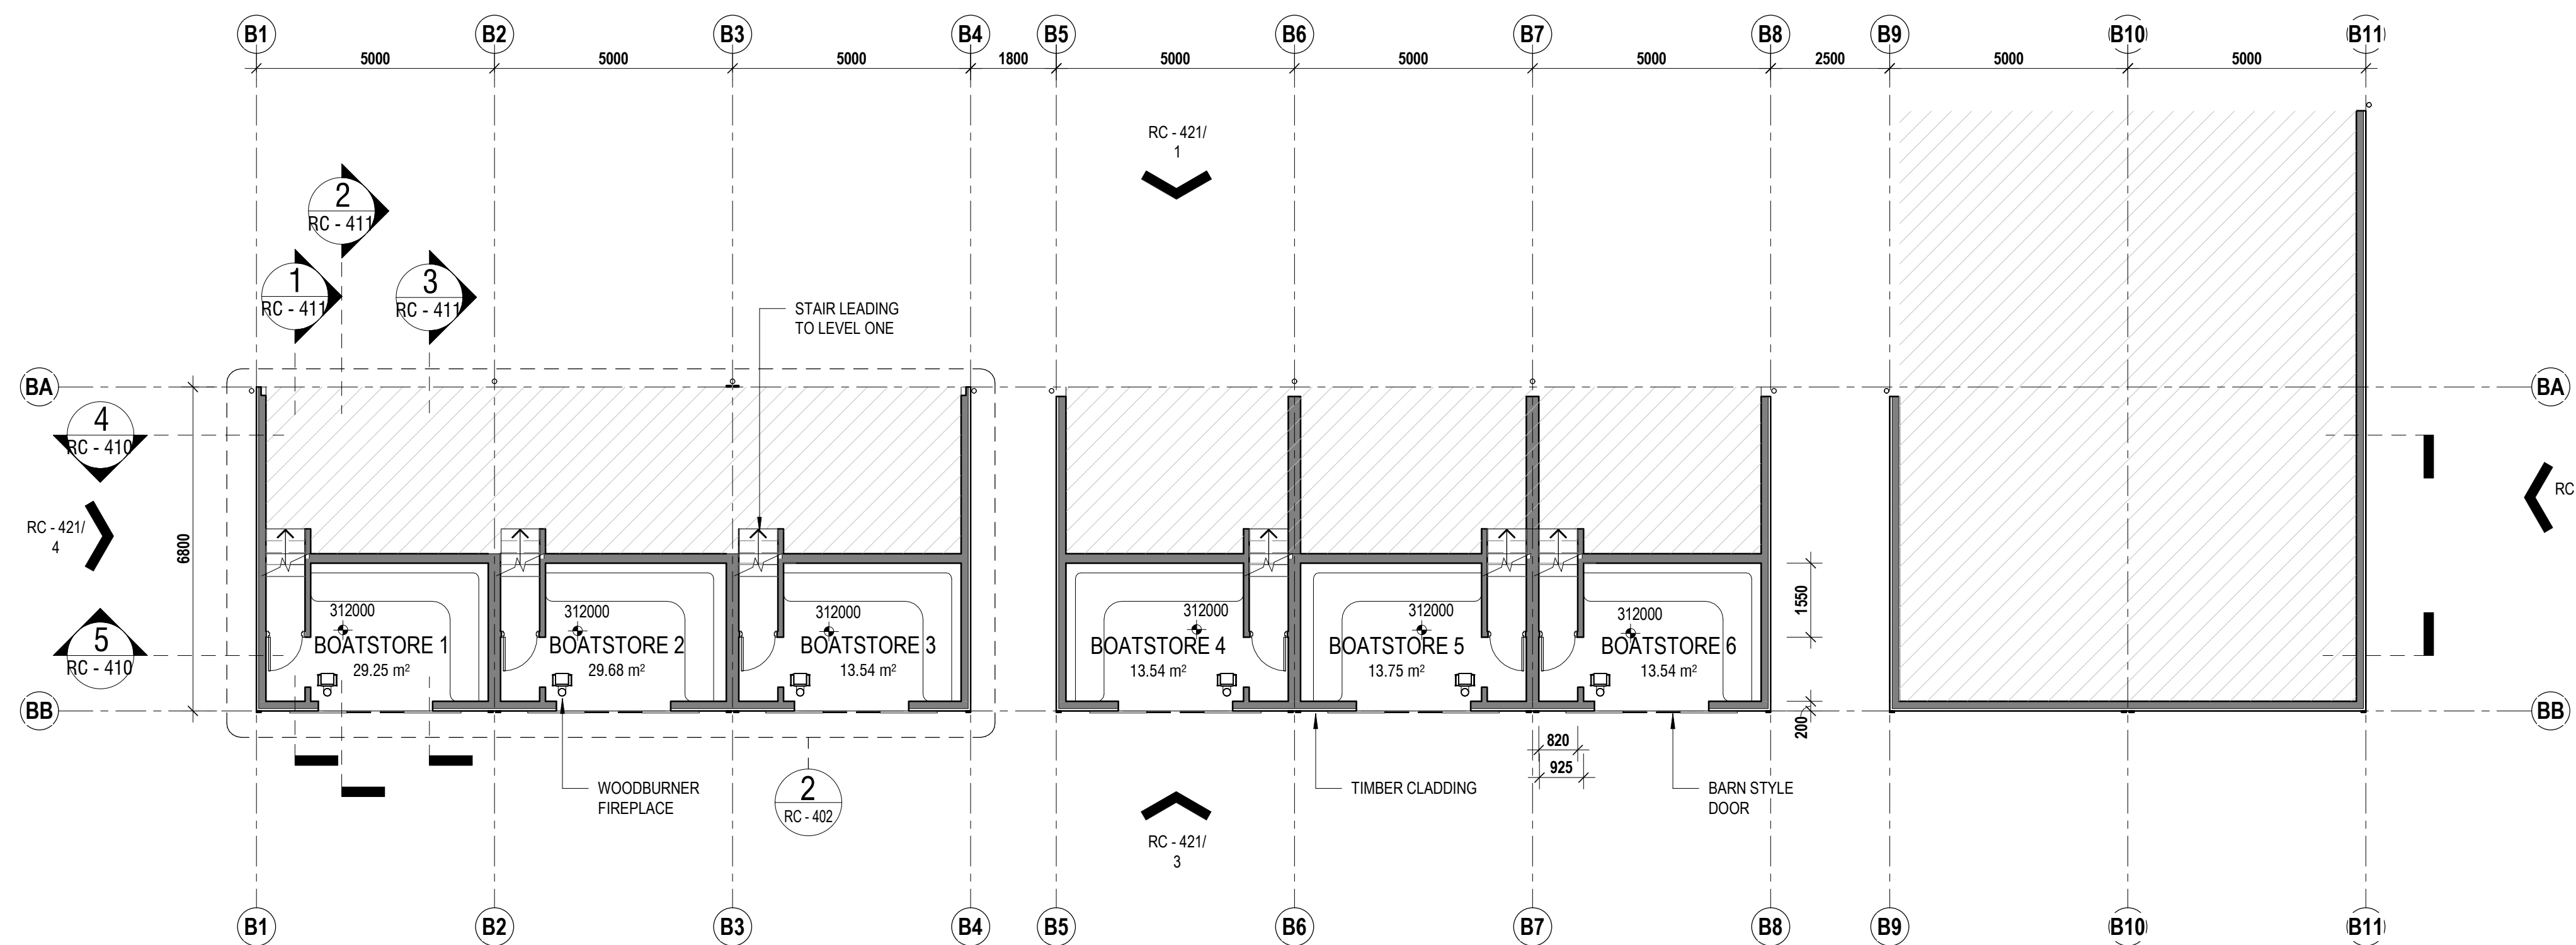 B1 B2 B3 B4 B5 B6 B7 B8 B9 B10 B11
5000 5000 5000 1800 5000 5000 5000 2500 5000 5000
RC - 421/
1
2
RC - 411
1
RC - 411
3
RC - 411
STAIR LEADING
TO LEVEL ONE
BA
BA
4
RC - 410
RC - 421/
4
RC
6800
1550
312000 312000 312000 312000 312000 312000
BOATSTORE 1 BOATSTORE 2 BOATSTORE 3 BOATSTORE 4 BOATSTORE 5 BOATSTORE 6
29.25 m² 29.68 m² 13.54 m² 13.54 m² 13.75 m² 13.54 m²
5
RC - 410
BB
BB
200
820
925
WOODBURNER
FIREPLACE
2
RC - 402
TIMBER CLADDING
BARN STYLE
DOOR
RC - 421/
3
B1 B2 B3 B4 B5 B6 B7 B8 B9 B10 B11